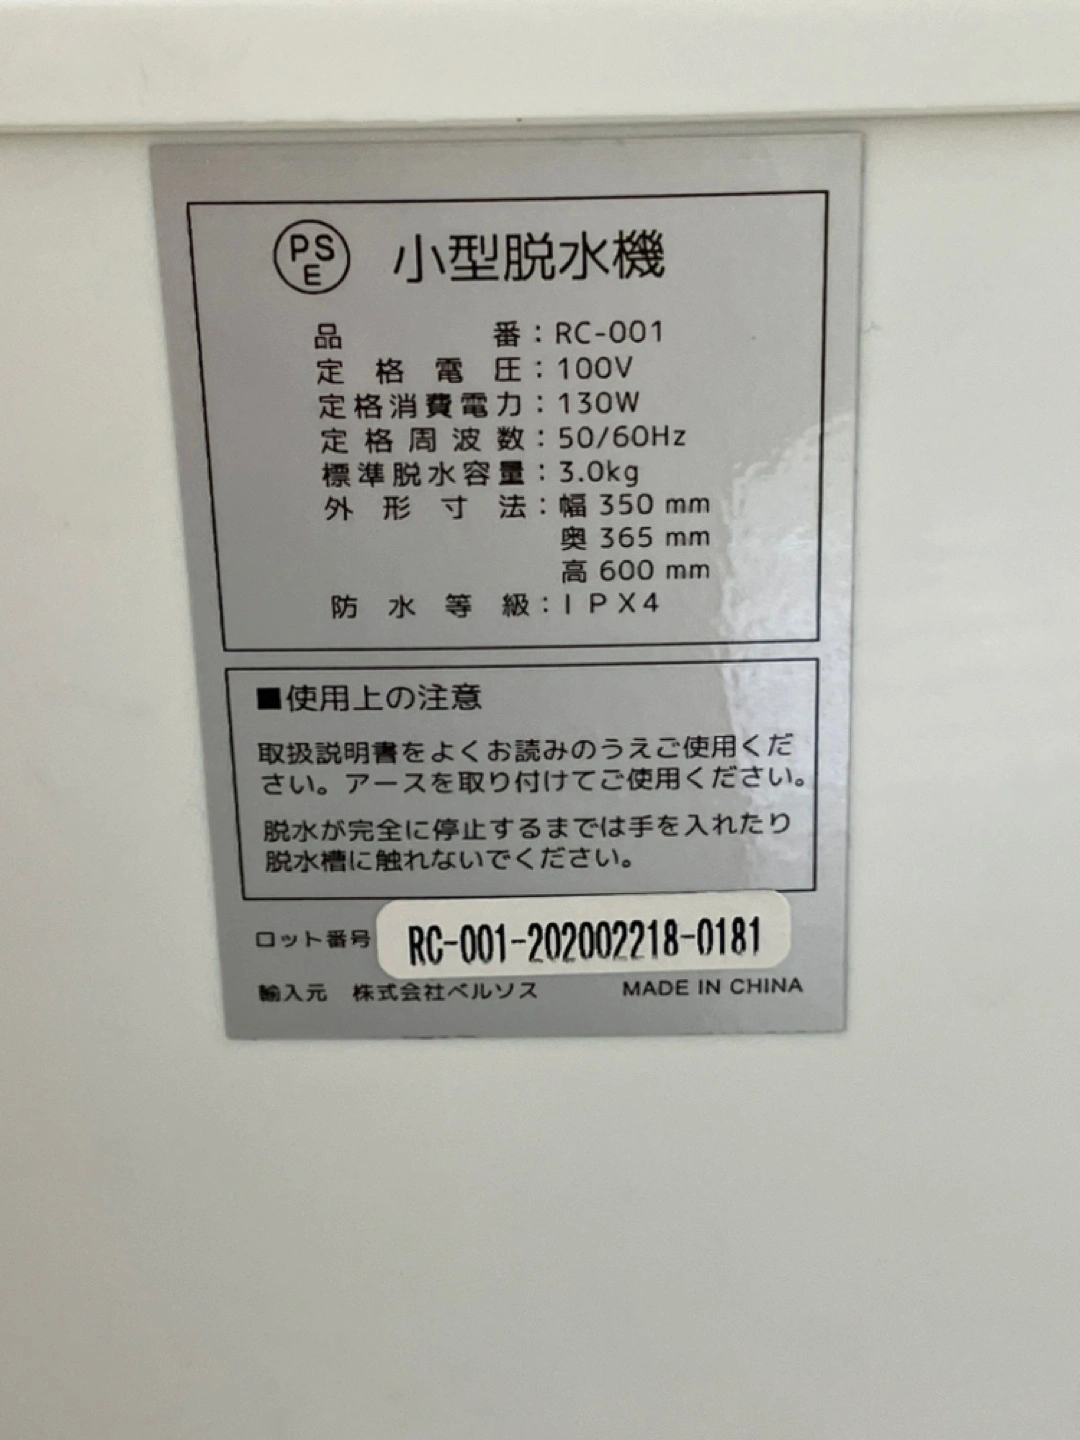 PSE 小型脱水機
品番：RC-001
定格電圧：100V
定格消費電力：130W
定格周波数：50/60Hz
標準脱水容量：3.0kg
外形寸法：幅 350 mm
奥 365 mm
高 600 mm
防水等級：IPX4
■使用上の注意
取扱説明書をよくお読みのうえご使用くだ
さい。アースを取り付けてご使用ください。
脱水が完全に停止するまでは手を入れたり
脱水槽に触れないでください。
ロット番号 RC-001-202002218-0181
輸入元 株式会社ベルソス MADE IN CHINA